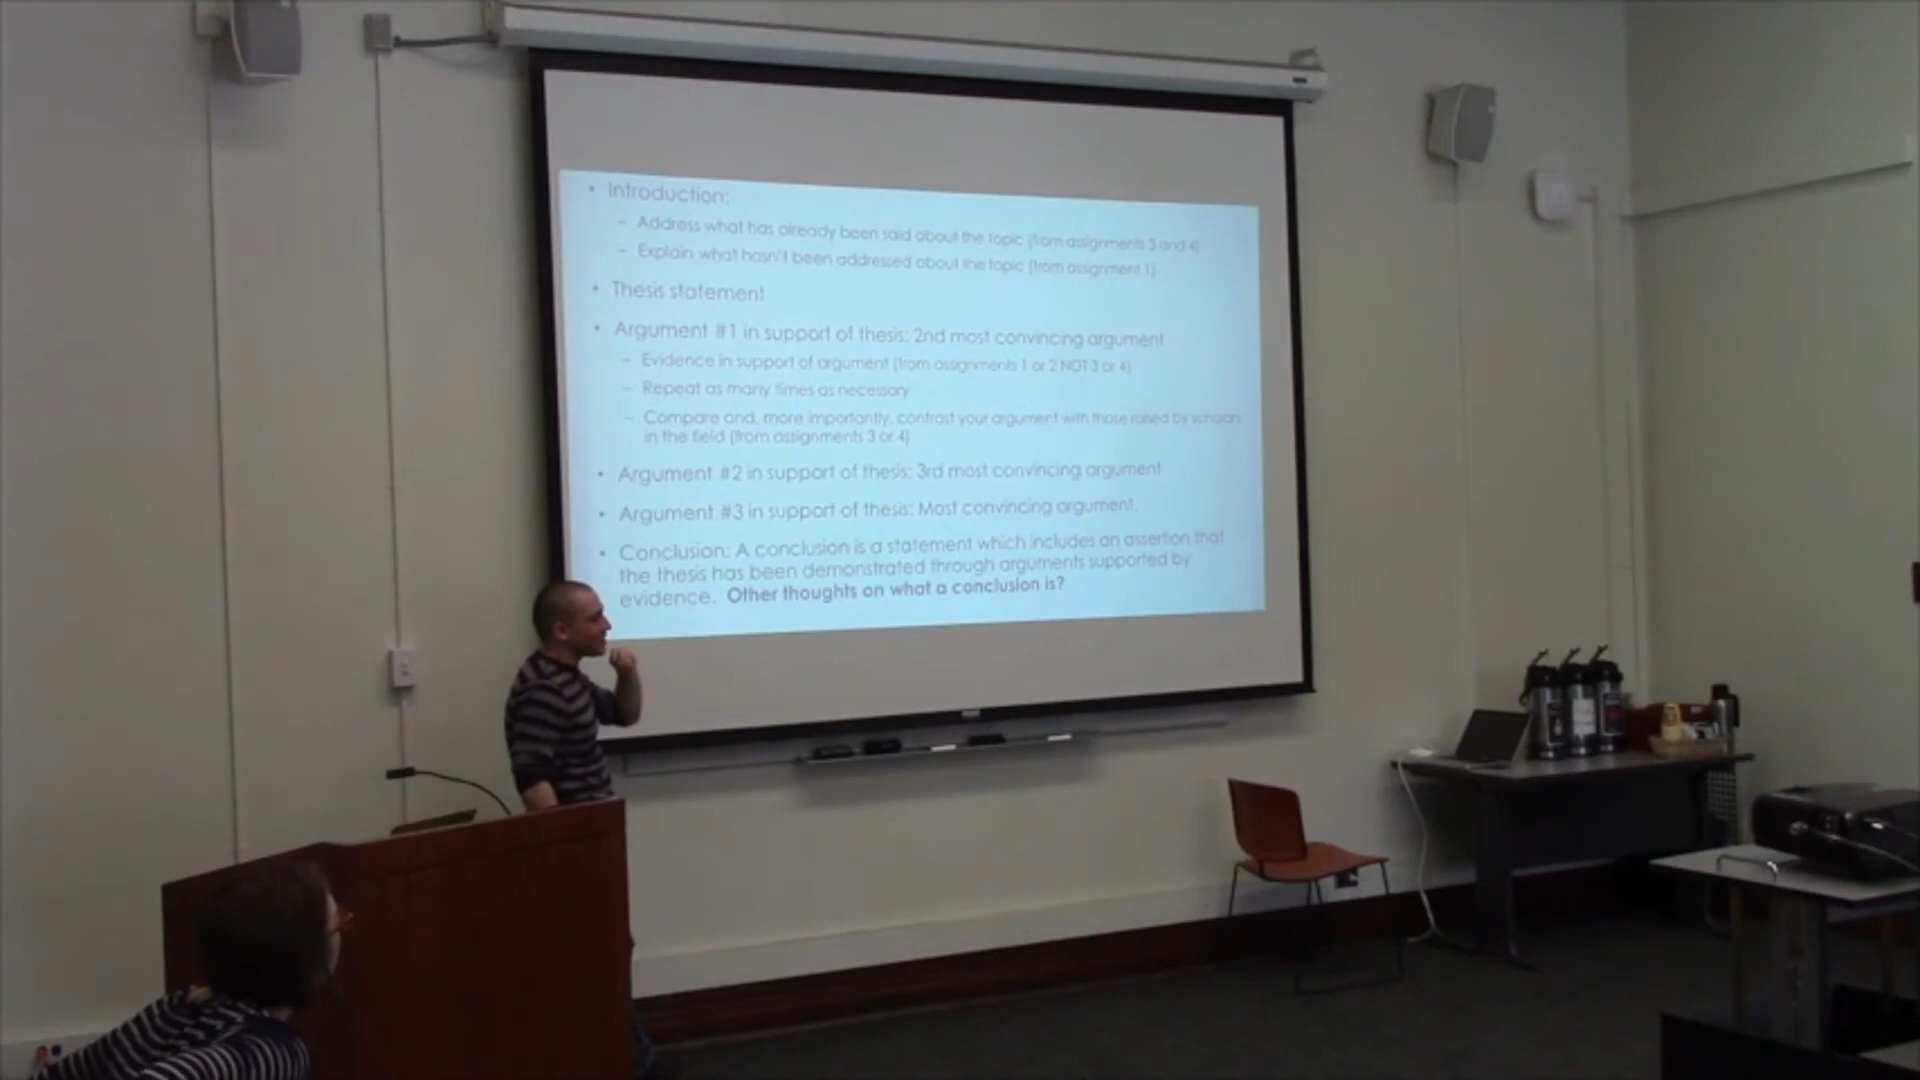 • Introduction:
– Address what has already been said about the topic (from assignments 3 and 4)
– Explain what hasn't been addressed about the topic (from assignment 1)
• Thesis statement
• Argument #1 in support of thesis: 2nd most convincing argument
– Evidence in support of argument (from assignments 1 or 2 NOT 3 or 4)
– Repeat as many times as necessary
– Compare and, more importantly, contrast your argument with those raised by scholars
in the field (from assignments 3 or 4)
• Argument #2 in support of thesis: 3rd most convincing argument
• Argument #3 in support of thesis: Most convincing argument.
• Conclusion: A conclusion is a statement which includes an assertion that
the thesis has been demonstrated through arguments supported by
evidence. Other thoughts on what a conclusion is?